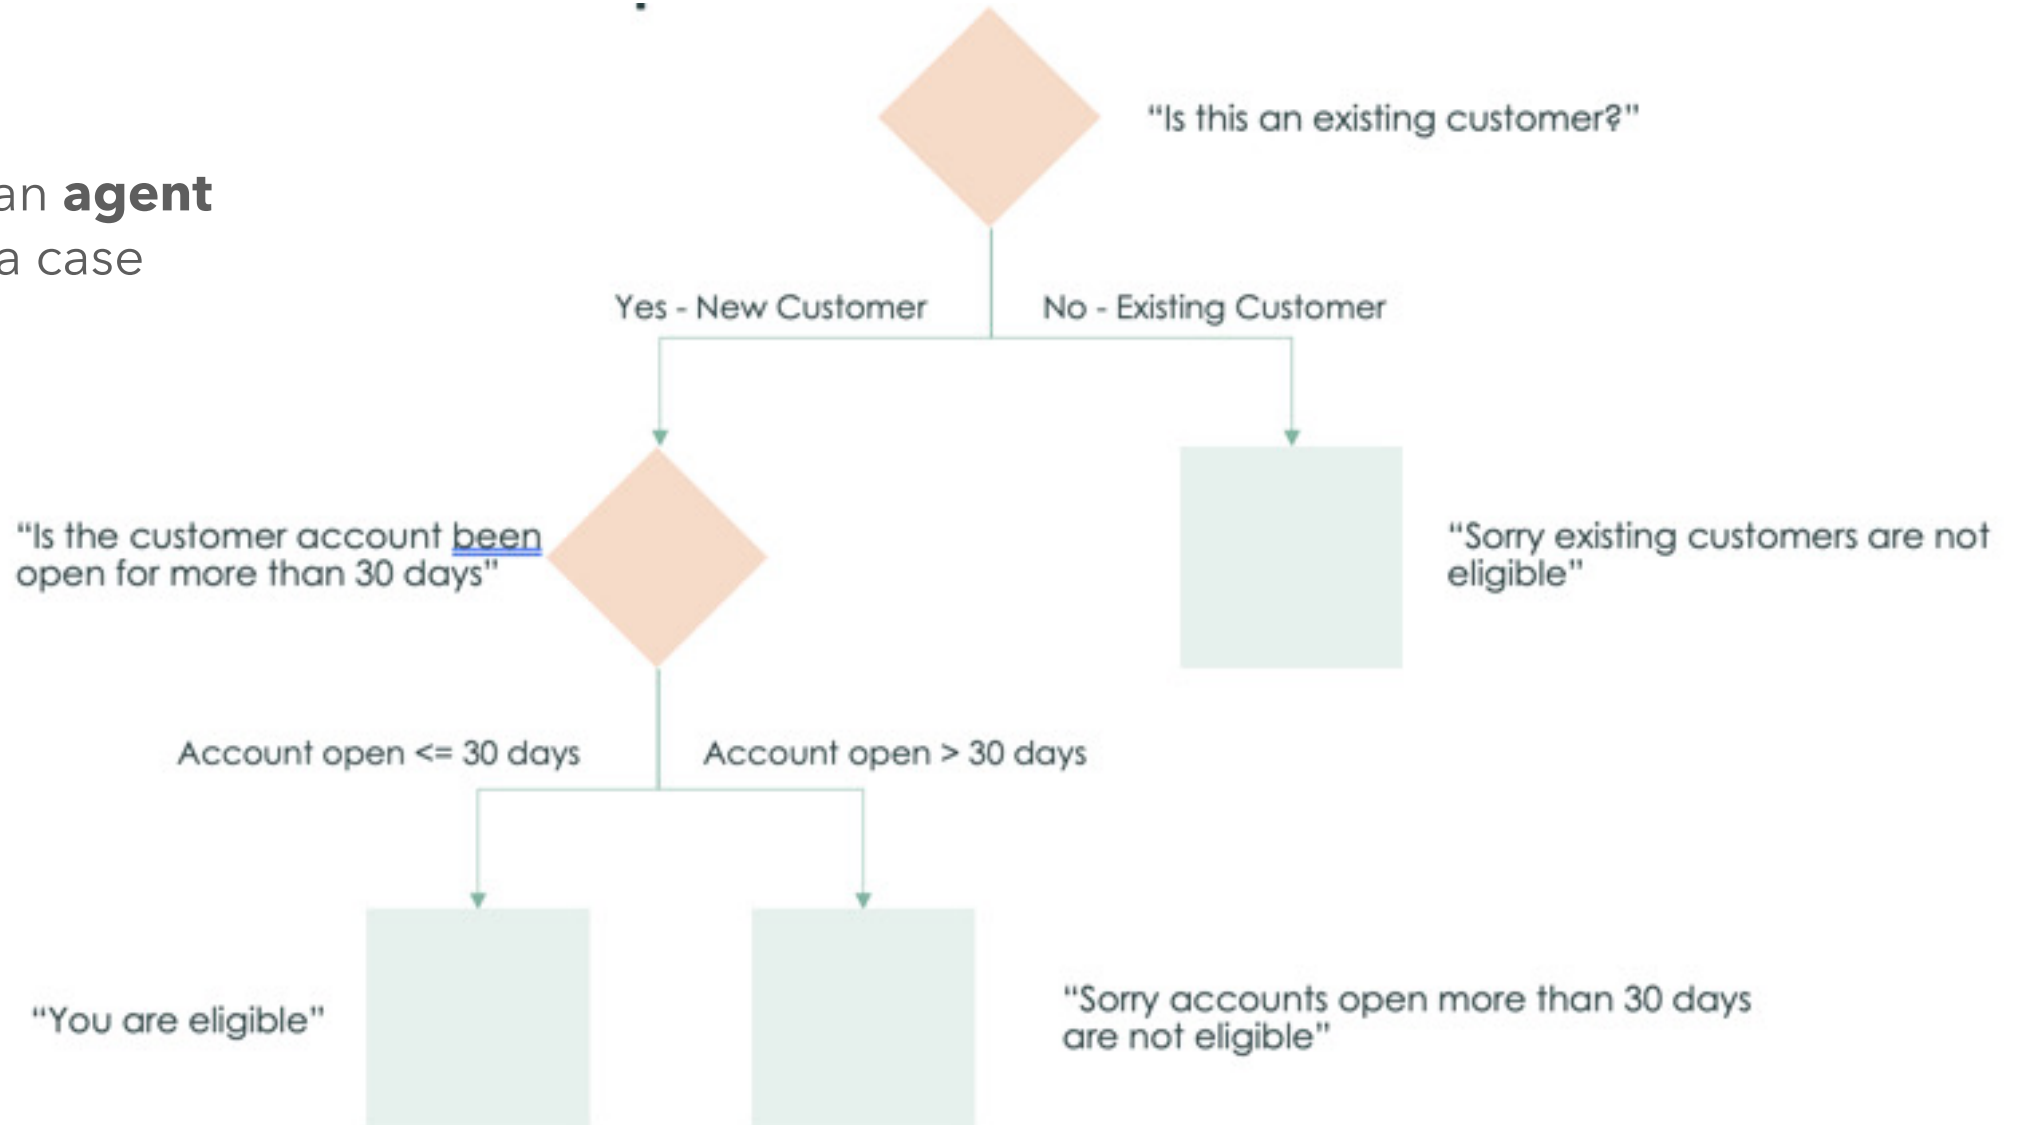 “Is this an existing customer?”
an agent
a case
Yes - New Customer
No - Existing Customer
“Is the customer account been
open for more than 30 days”
“Sorry existing customers are not
eligible”
Account open <= 30 days
Account open > 30 days
“You are eligible”
“Sorry accounts open more than 30 days
are not eligible”